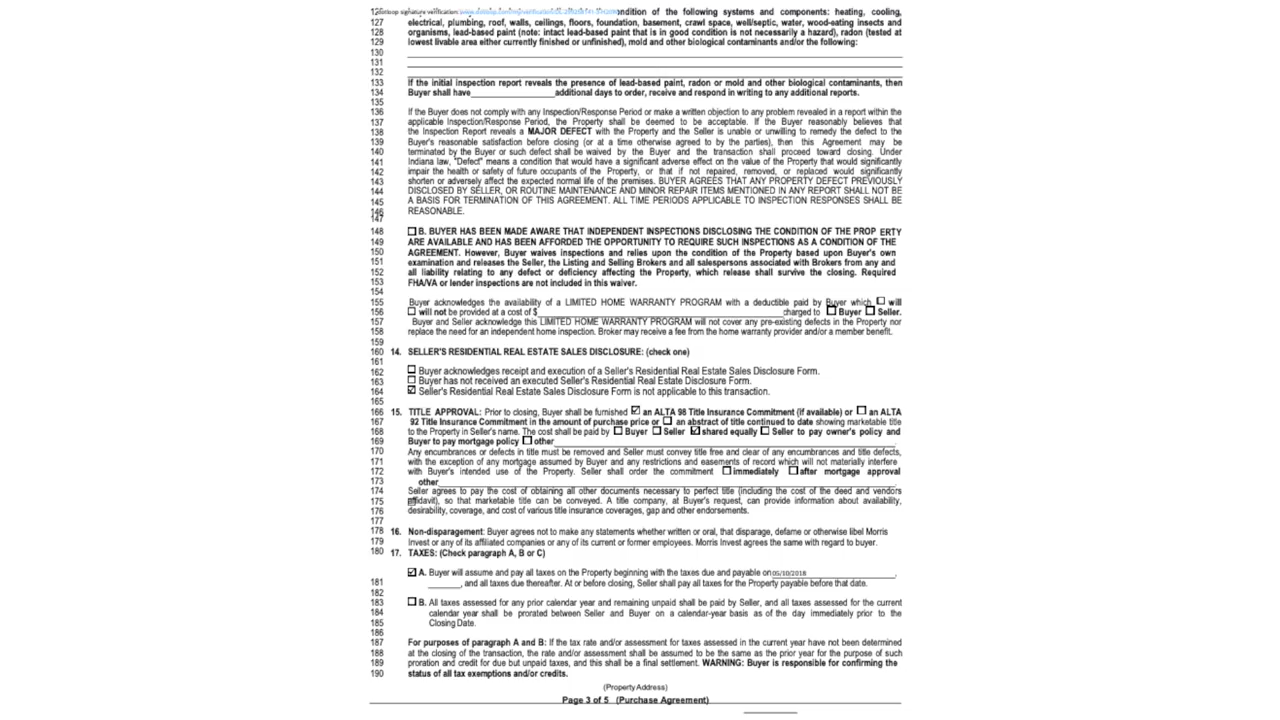 dotloop signature verification:
126 condition of the following systems and components: heating, cooling,
127 electrical, plumbing, roof, walls, ceilings, floors, foundation, basement, crawl space, well/septic, water, wood-eating insects and
128 organisms, lead-based paint (note: intact lead-based paint that is in good condition is not necessarily a hazard), radon (tested at
129 lowest livable area either currently finished or unfinished), mold and other biological contaminants and/or the following:
130
131
132
133 If the initial inspection report reveals the presence of lead-based paint, radon or mold and other biological contaminants, then
134 Buyer shall have________________additional days to order, receive and respond in writing to any additional reports.
135
136 If the Buyer does not comply with any Inspection/Response Period or make a written objection to any problem revealed in a report within the
137 applicable Inspection/Response Period, the Property shall be deemed to be acceptable. If the Buyer reasonably believes that
138 the Inspection Report reveals a MAJOR DEFECT with the Property and the Seller is unable or unwilling to remedy the defect to the
139 Buyer's reasonable satisfaction before closing (or at a time otherwise agreed to by the parties), then this Agreement may be
140 terminated by the Buyer or such defect shall be waived by the Buyer and the transaction shall proceed toward closing. Under
141 Indiana law, "Defect" means a condition that would have a significant adverse effect on the value of the Property that would significantly
142 impair the health or safety of future occupants of the Property, or that if not repaired, removed, or replaced would significantly
143 shorten or adversely affect the expected normal life of the premises. BUYER AGREES THAT ANY PROPERTY DEFECT PREVIOUSLY
144 DISCLOSED BY SELLER, OR ROUTINE MAINTENANCE AND MINOR REPAIR ITEMS MENTIONED IN ANY REPORT SHALL NOT BE
145 A BASIS FOR TERMINATION OF THIS AGREEMENT. ALL TIME PERIODS APPLICABLE TO INSPECTION RESPONSES SHALL BE
146 REASONABLE.
147
148 ☐ B. BUYER HAS BEEN MADE AWARE THAT INDEPENDENT INSPECTIONS DISCLOSING THE CONDITION OF THE PROP ERTY
149 ARE AVAILABLE AND HAS BEEN AFFORDED THE OPPORTUNITY TO REQUIRE SUCH INSPECTIONS AS A CONDITION OF THE
150 AGREEMENT. However, Buyer waives inspections and relies upon the condition of the Property based upon Buyer's own
151 examination and releases the Seller, the Listing and Selling Brokers and all salespersons associated with Brokers from any and
152 all liability relating to any defect or deficiency affecting the Property, which release shall survive the closing. Required
153 FHA/VA or lender inspections are not included in this waiver.
154
155 Buyer acknowledges the availability of a LIMITED HOME WARRANTY PROGRAM with a deductible paid by Buyer which ☐ will
156 ☐ will not be provided at a cost of $________________charged to ☐ Buyer ☐ Seller.
157 Buyer and Seller acknowledge this LIMITED HOME WARRANTY PROGRAM will not cover any pre-existing defects in the Property nor
158 replace the need for an independent home inspection. Broker may receive a fee from the home warranty provider and/or a member benefit.
159
160 14. SELLER'S RESIDENTIAL REAL ESTATE SALES DISCLOSURE: (check one)
161
162 ☐ Buyer acknowledges receipt and execution of a Seller's Residential Real Estate Sales Disclosure Form.
163 ☐ Buyer has not received an executed Seller's Residential Real Estate Sales Disclosure Form.
164 ☑ Seller's Residential Real Estate Sales Disclosure Form is not applicable to this transaction.
165
166 15. TITLE APPROVAL: Prior to closing, Buyer shall be furnished ☑ an ALTA 98 Title Insurance Commitment (if available) or ☐ an ALTA
167 92 Title Insurance Commitment in the amount of purchase price or ☐ an abstract of title continued to date showing marketable title
168 to the Property in Seller's name. The cost shall be paid by ☐ Buyer ☐ Seller ☑ shared equally ☐ Seller to pay owner's policy and
169 Buyer to pay mortgage policy ☐ other________________.
170 Any encumbrances or defects in title must be removed and Seller must convey title free and clear of any encumbrances and title defects,
171 with the exception of any mortgage assumed by Buyer and any restrictions and easements of record which will not materially interfere
172 with Buyer's intended use of the Property. Seller shall order the commitment ☐ immediately ☐ after mortgage approval
173 other________________.
174 Seller agrees to pay the cost of obtaining all other documents necessary to perfect title (including the cost of the deed and vendors
175 affidavit), so that marketable title can be conveyed. A title company, at Buyer's request, can provide information about availability,
176 desirability, coverage, and cost of various title insurance coverages, gap and other endorsements.
177
178 16. Non-disparagement: Buyer agrees not to make any statements whether written or oral, that disparage, defame or otherwise libel Morris
179 Invest or any of its affiliated companies or any of its current or former employees. Morris Invest agrees the same with regard to buyer.
180 17. TAXES: (Check paragraph A, B or C)
☑ A. Buyer will assume and pay all taxes on the Property beginning with the taxes due and payable on 05/10/2018________,
181 ________, and all taxes due thereafter. At or before closing, Seller shall pay all taxes for the Property payable before that date.
182
183 ☐ B. All taxes assessed for any prior calendar year and remaining unpaid shall be paid by Seller, and all taxes assessed for the current
184 calendar year shall be prorated between Seller and Buyer on a calendar-year basis as of the day immediately prior to the
185 Closing Date.
186
187 For purposes of paragraph A and B: If the tax rate and/or assessment for taxes assessed in the current year have not been determined
188 at the closing of the transaction, the rate and/or assessment shall be assumed to be the same as the prior year for the purpose of such
189 proration and credit for due but unpaid taxes, and this shall be a final settlement. WARNING: Buyer is responsible for confirming the
190 status of all tax exemptions and/or credits.
(Property Address)
Page 3 of 5 (Purchase Agreement)